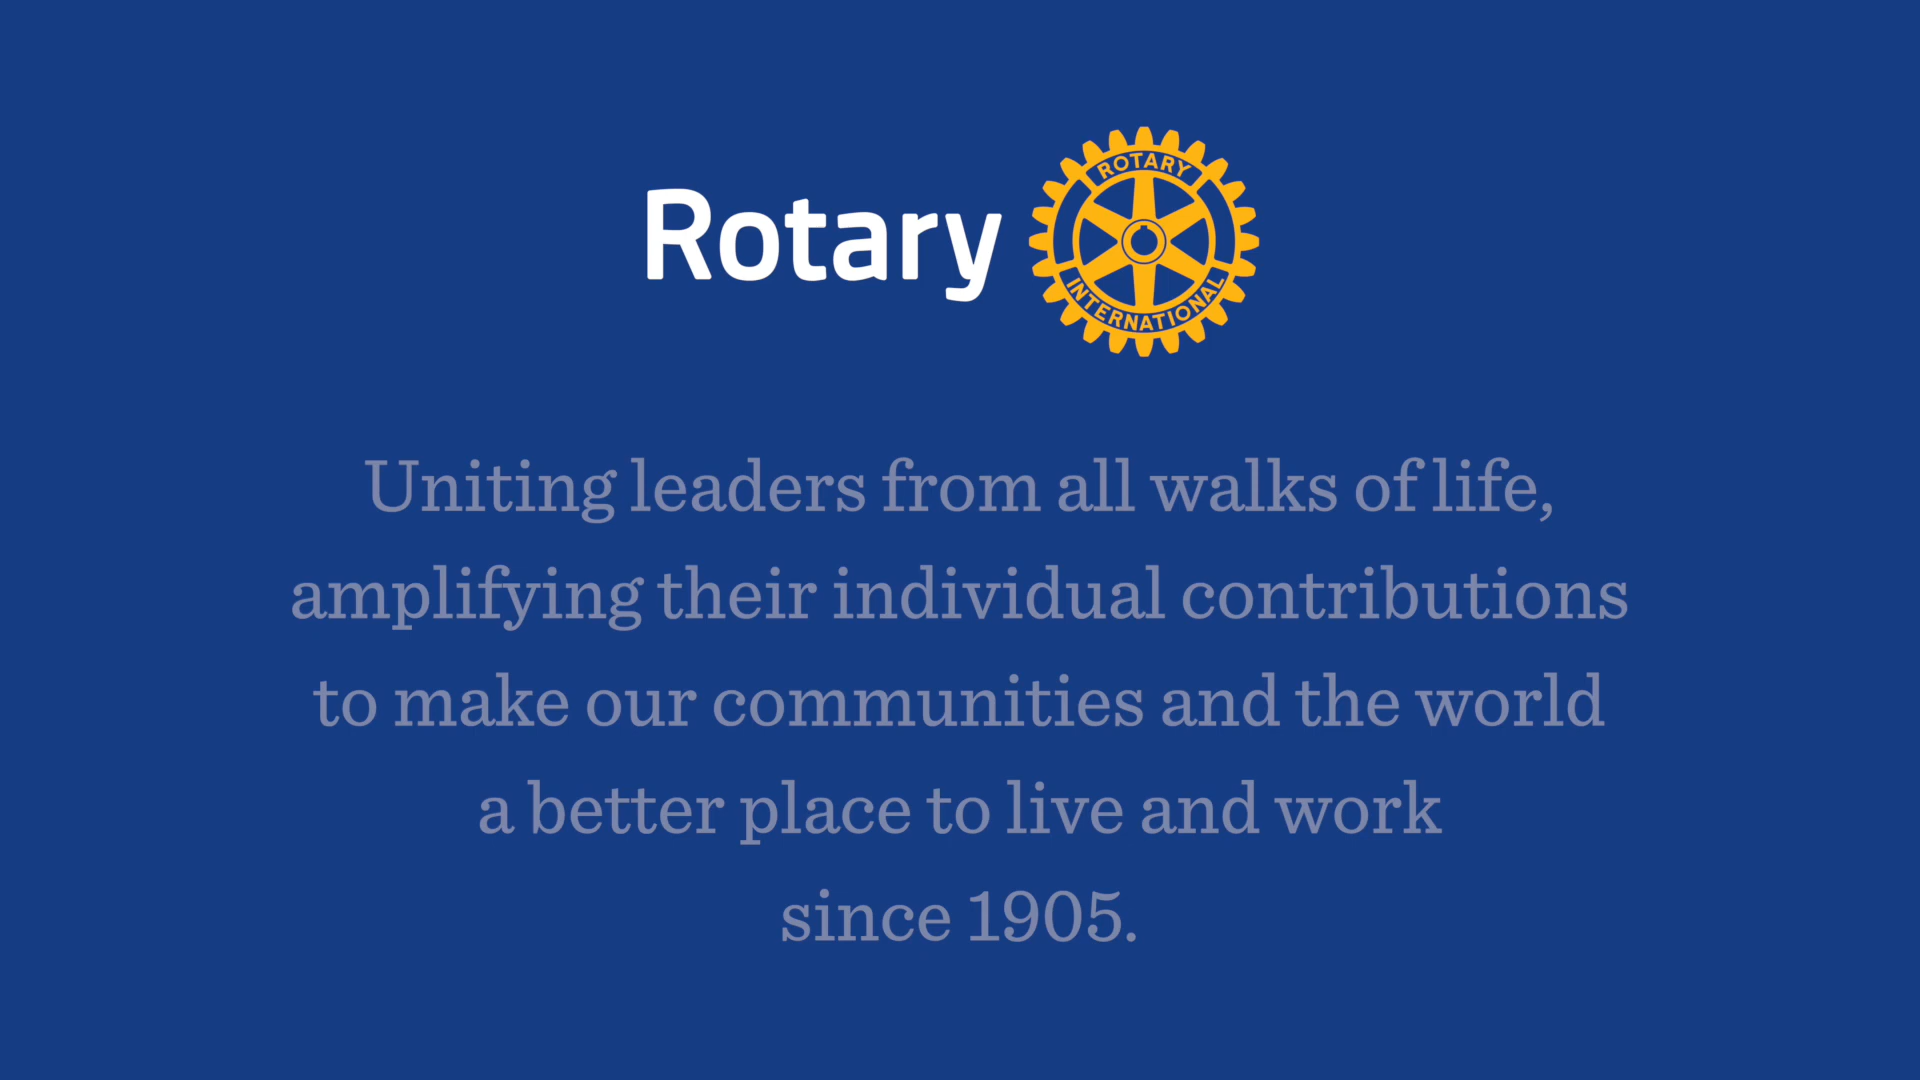 Rotary
ROTARY
INTERNATIONAL
Uniting leaders from all walks of life,
amplifying their individual contributions
to make our communities and the world
a better place to live and work
since 1905.